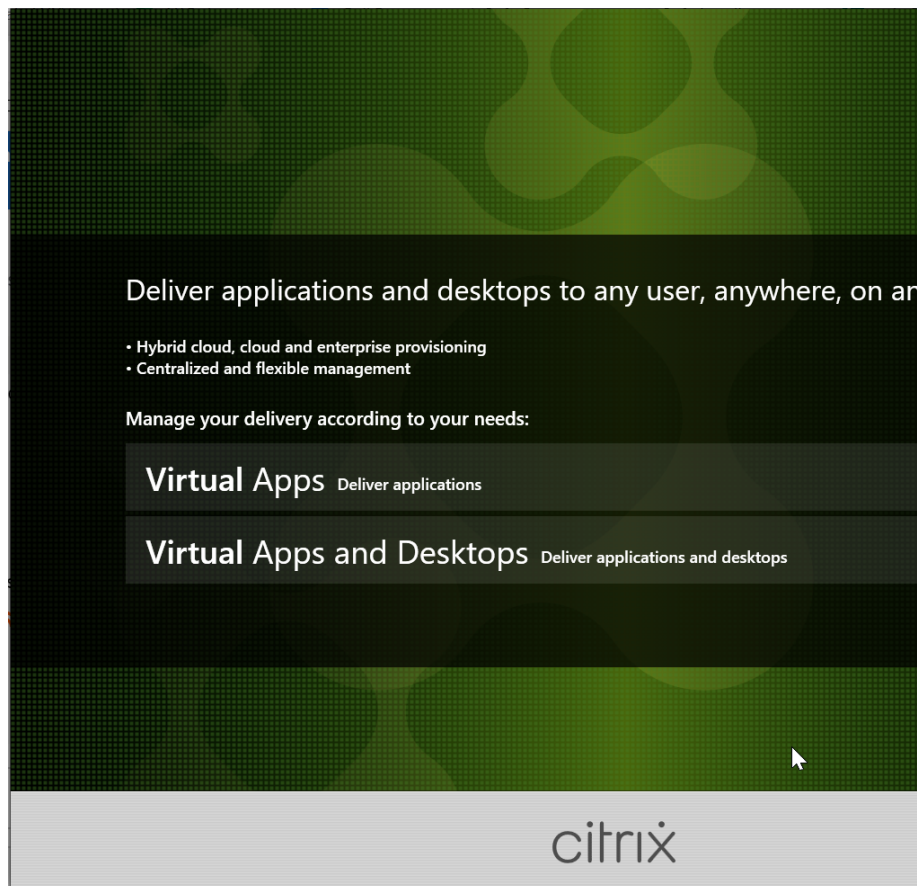 Deliver applications and desktops to any user, anywhere, on an
• Hybrid cloud, cloud and enterprise provisioning
• Centralized and flexible management
Manage your delivery according to your needs:
Virtual Apps Deliver applications
Virtual Apps and Desktops Deliver applications and desktops
citrix